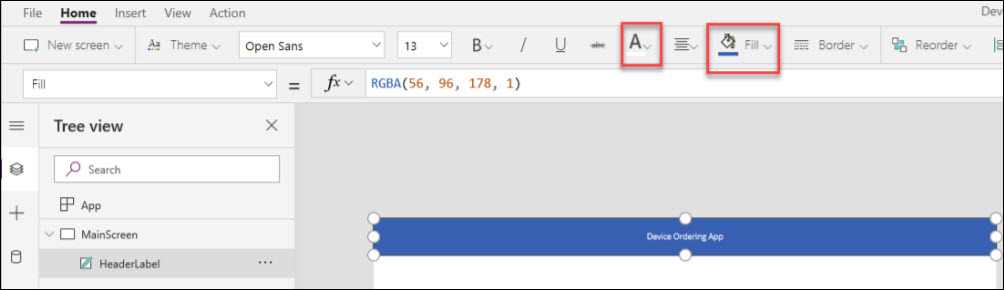 File Home Insert View Action Dev
New screen Aa Theme Open Sans 13 B / U abc A Fill Border Reorder
Fill = fx RGBA(56, 96, 178, 1)
Tree view
Search
App
MainScreen
HeaderLabel ...
Device Ordering App